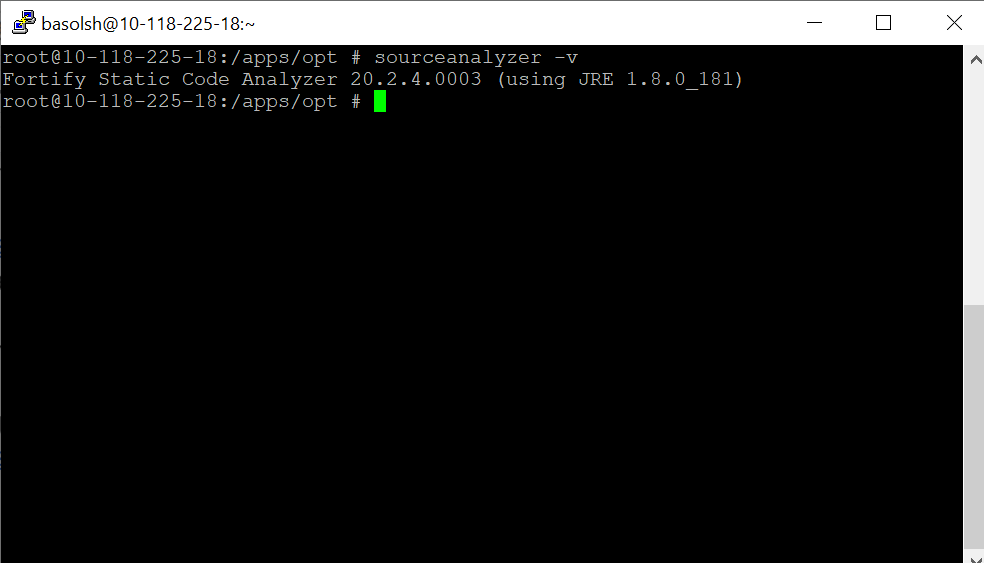 basolsh@10-118-225-18:~
root@10-118-225-18:/apps/opt # sourceanalyzer -v
Fortify Static Code Analyzer 20.2.4.0003 (using JRE 1.8.0_181)
root@10-118-225-18:/apps/opt #